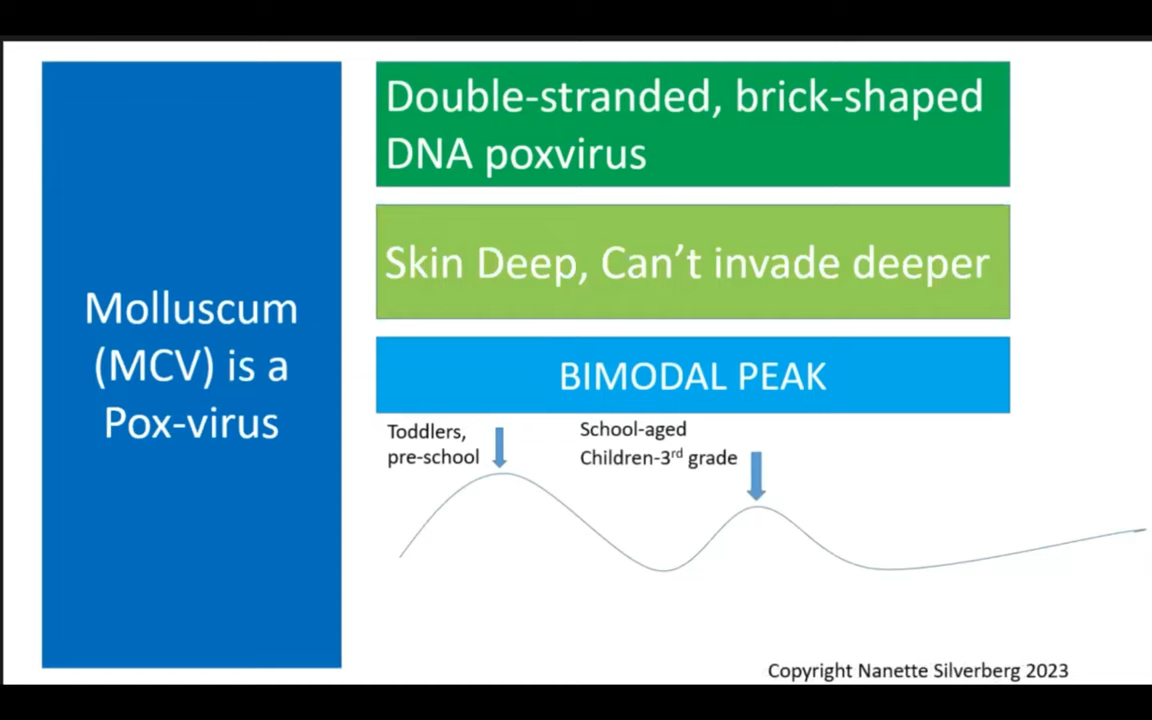 Molluscum
(MCV) is a
Pox-virus
Double-stranded, brick-shaped
DNA poxvirus
Skin Deep, Can’t invade deeper
BIMODAL PEAK
Toddlers,
pre-school
School-aged
Children-3rd grade
Copyright Nanette Silverberg 2023